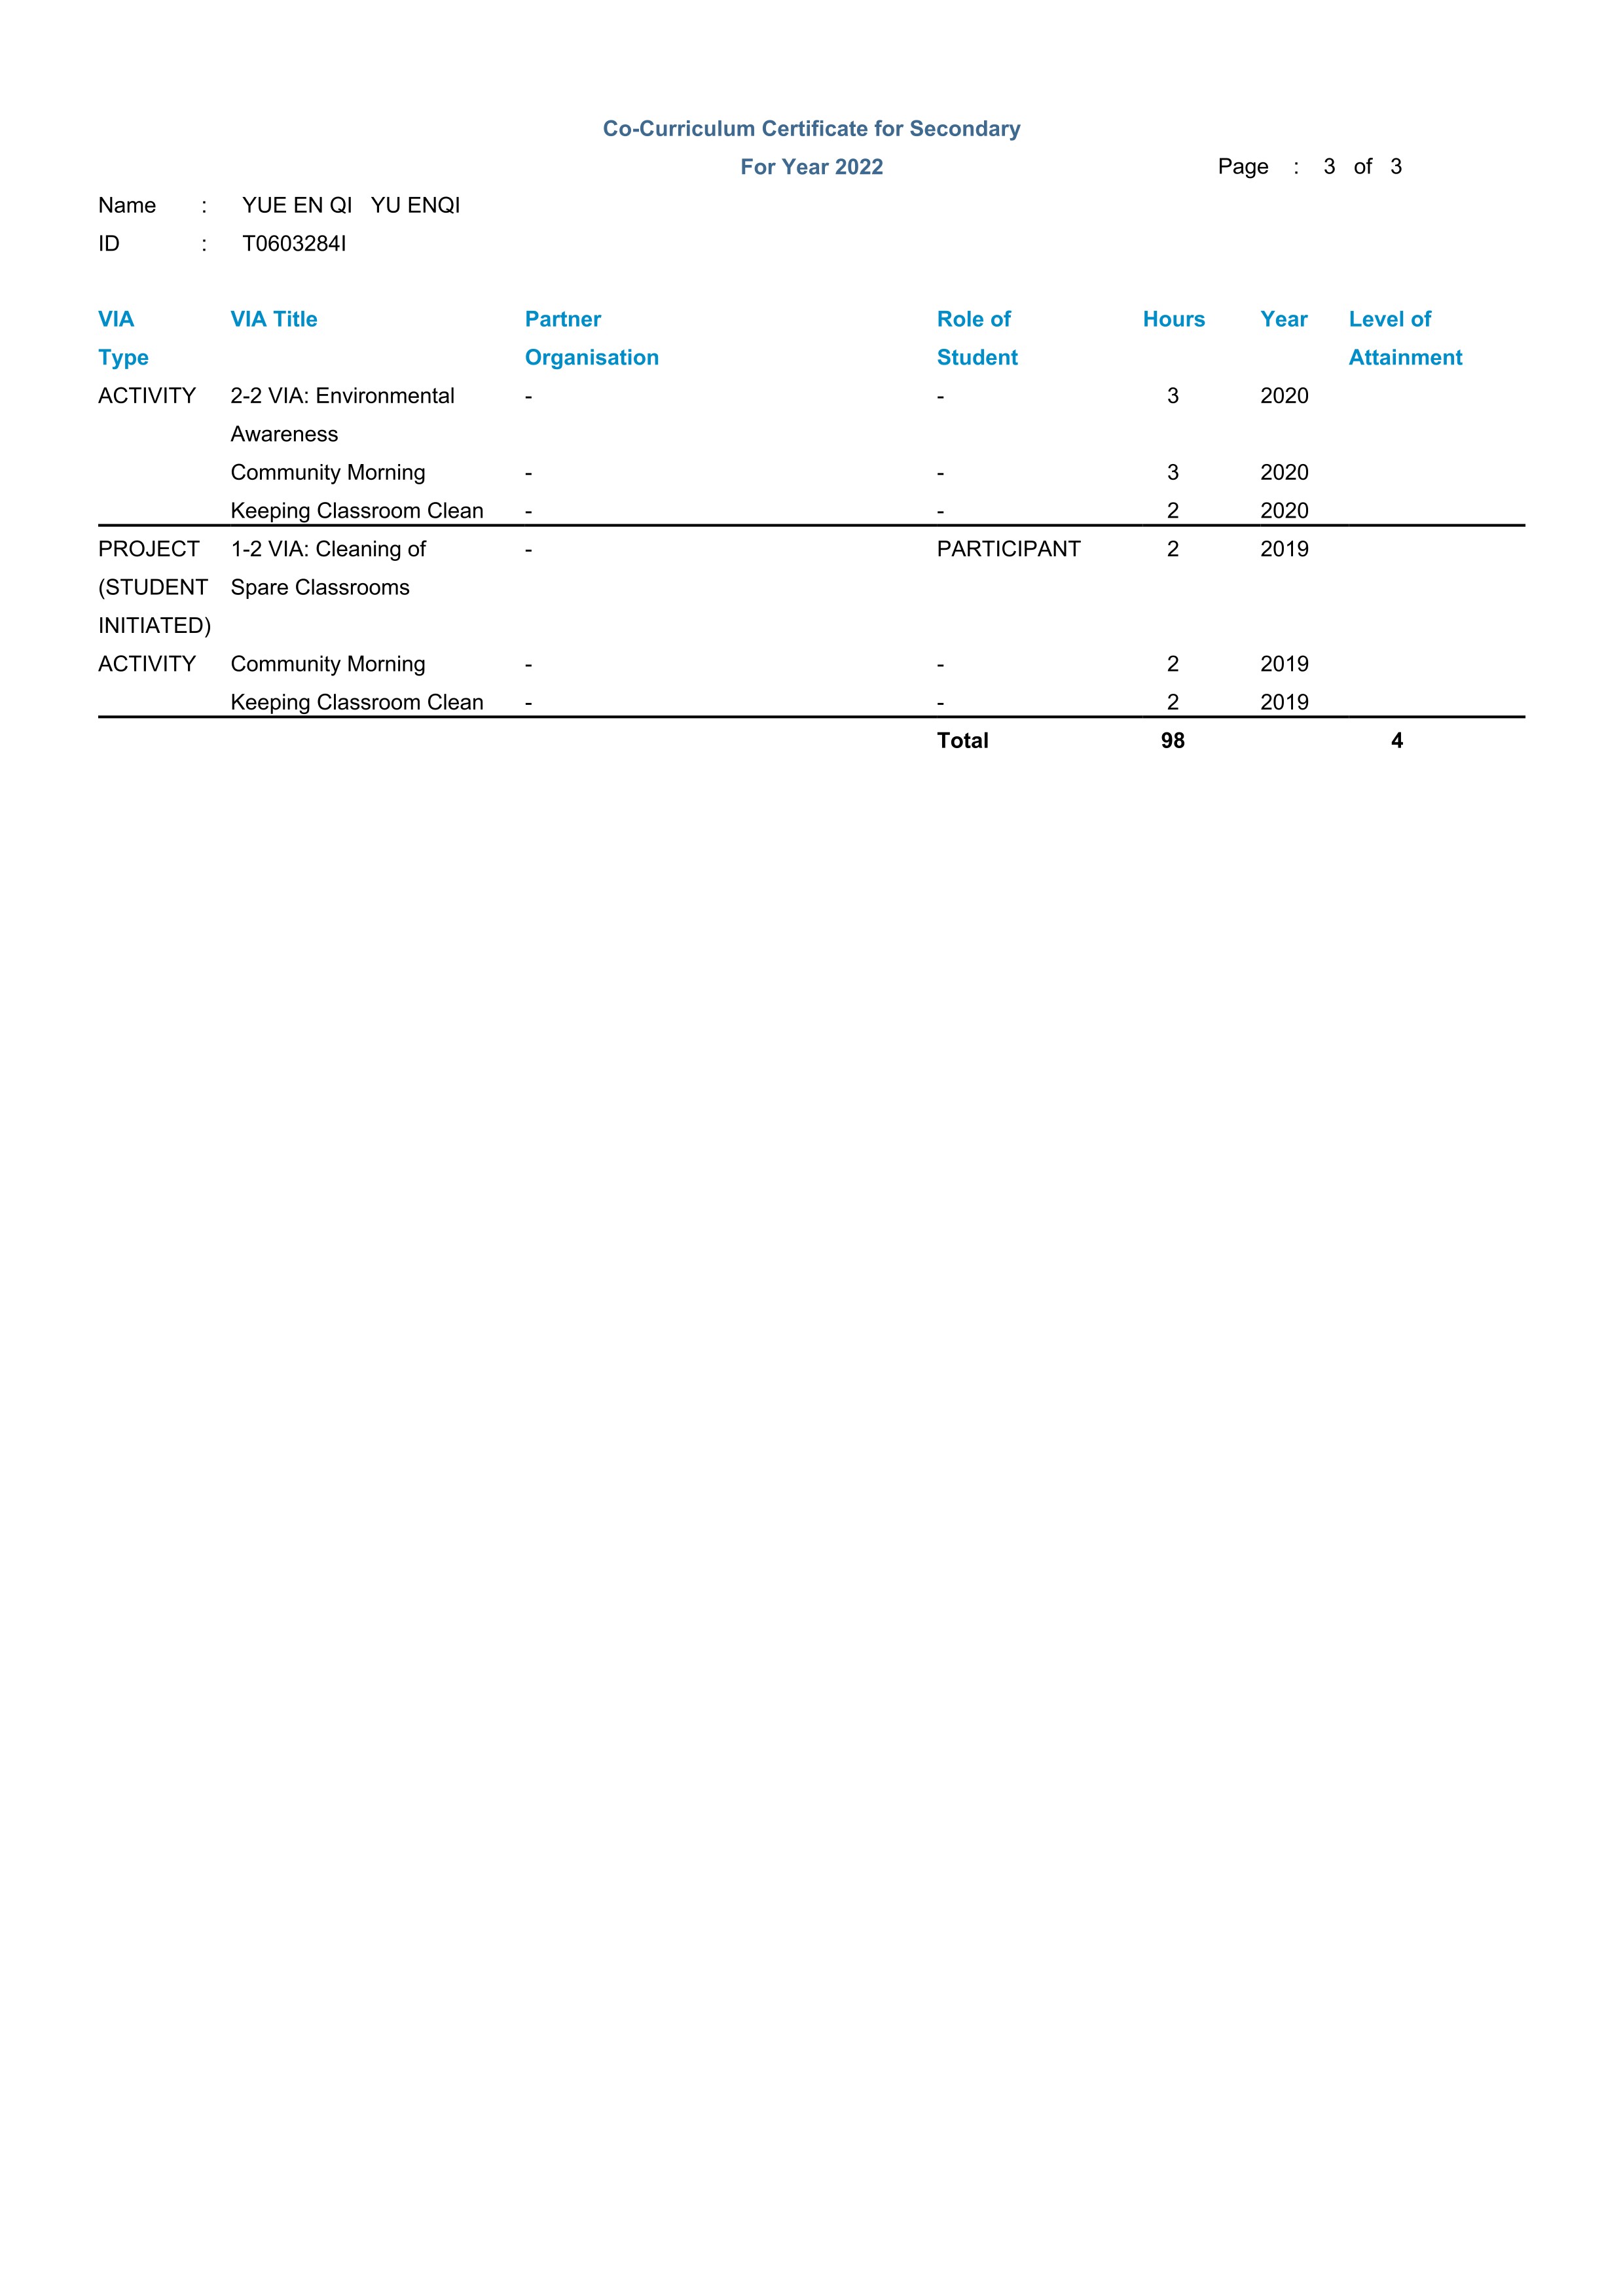 Co-Curriculum Certificate for Secondary
For Year 2022 Page : 3 of 3
Name : YUE EN QI YU ENQI
ID : T0603284I
VIA VIA Title Partner Role of Hours Year Level of
Type Organisation Student Attainment
ACTIVITY 2-2 VIA: Environmental - - 3 2020
Awareness
Community Morning - - 3 2020
Keeping Classroom Clean - - 2 2020
PROJECT 1-2 VIA: Cleaning of - PARTICIPANT 2 2019
(STUDENT Spare Classrooms
INITIATED)
ACTIVITY Community Morning - - 2 2019
Keeping Classroom Clean - - 2 2019
Total 98 4